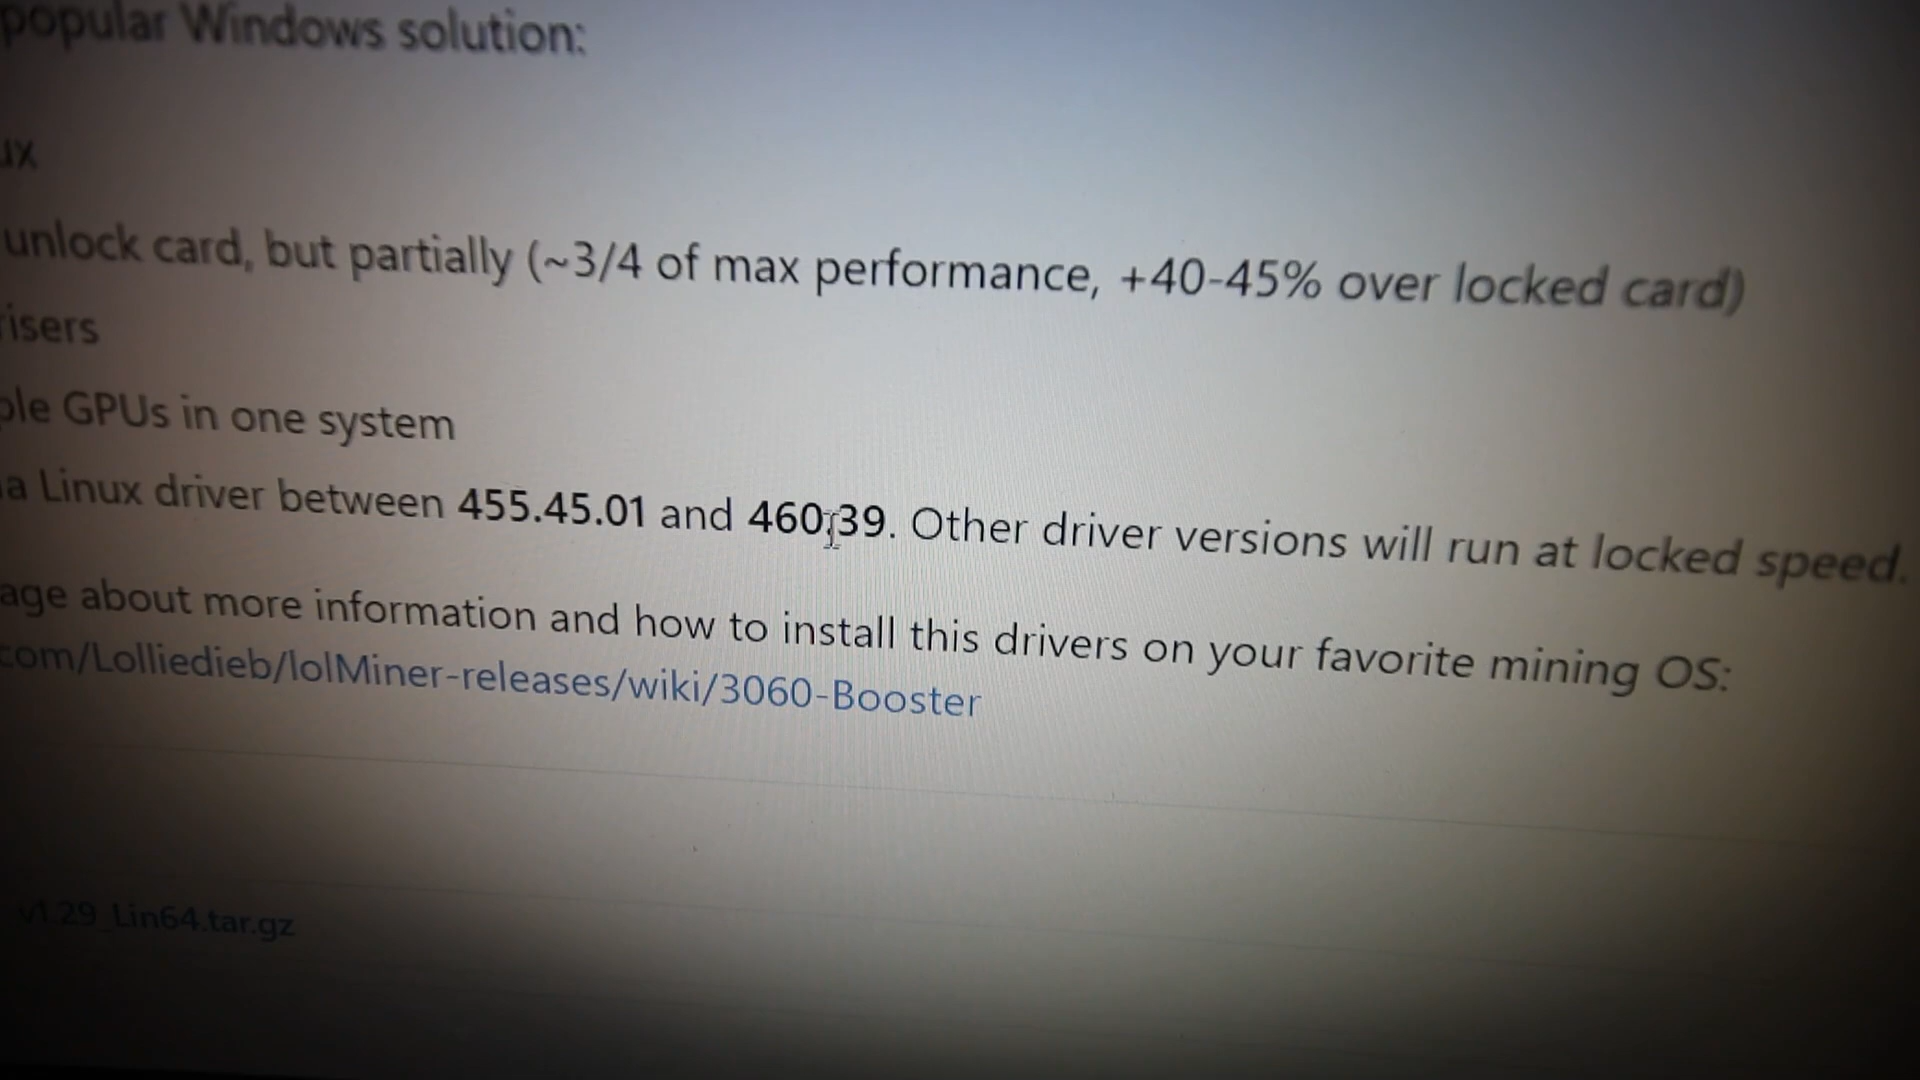 popular Windows solution:
ux
unlock card, but partially (~3/4 of max performance, +40-45% over locked card)
risers
ple GPUs in one system
a Linux driver between 455.45.01 and 460.39. Other driver versions will run at locked speed.
age about more information and how to install this drivers on your favorite mining OS:
com/Lolliedieb/lolMiner-releases/wiki/3060-Booster
v1.29_Lin64.tar.gz